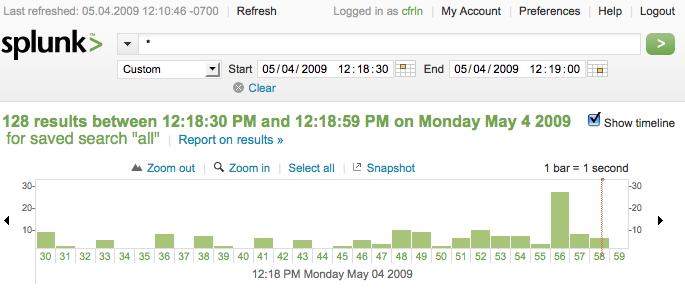 Last refreshed: 05.04.2009 12:10:46 -0700 Refresh Logged in as cfrln My Account Preferences Help Logout
splunk> *
Custom Start 05/04/2009 12:18:30 End 05/04/2009 12:19:00
Clear
128 results between 12:18:30 PM and 12:18:59 PM on Monday May 4 2009 Show timeline
for saved search "all" Report on results »
Zoom out Zoom in Select all Snapshot 1 bar = 1 second
30 30
20 20
10 10
30 31 32 33 34 35 36 37 38 39 40 41 42 43 44 45 46 47 48 49 50 51 52 53 54 55 56 57 58 59
12:18 PM Monday May 04 2009